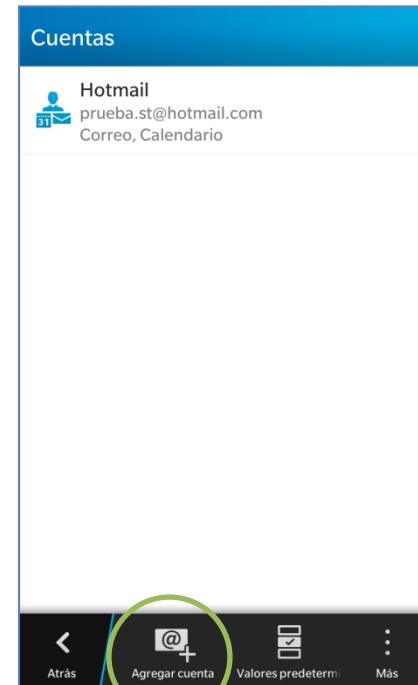 Cuentas
Hotmail
prueba.st@hotmail.com
Correo, Calendario
31
@
Atrás
Agregar cuenta
Valores predetermi
Más